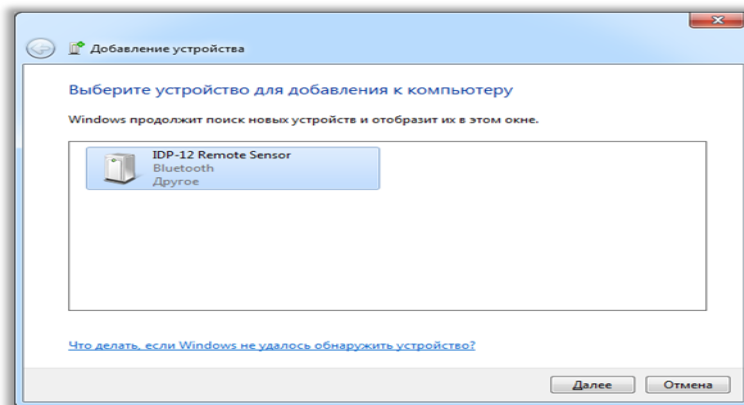 Добавление устройства
Выберите устройство для добавления к компьютеру
Windows продолжит поиск новых устройств и отобразит их в этом окне.
IDP-12 Remote Sensor
Bluetooth
Другое
Что делать, если Windows не удалось обнаружить устройство?
Далее Отмена